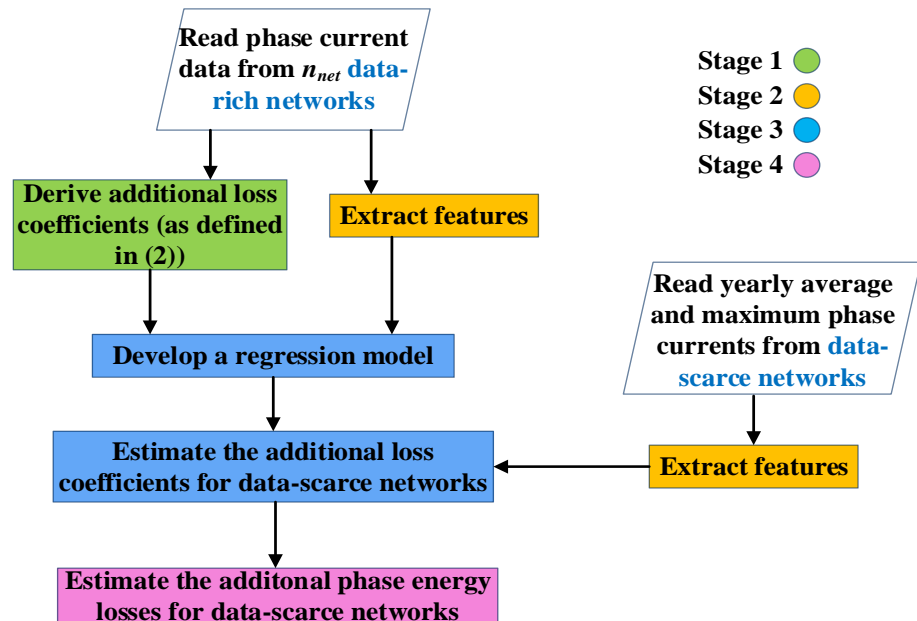 Read phase current
data from nnet data-
rich networks
Stage 1
Stage 2
Stage 3
Stage 4
Derive additional loss
coefficients (as defined
in (2))
Extract features
Read yearly average
and maximum phase
currents from data-
scarce networks
Develop a regression model
Estimate the additional loss
coefficients for data-scarce networks
Extract features
Estimate the additonal phase energy
losses for data-scarce networks